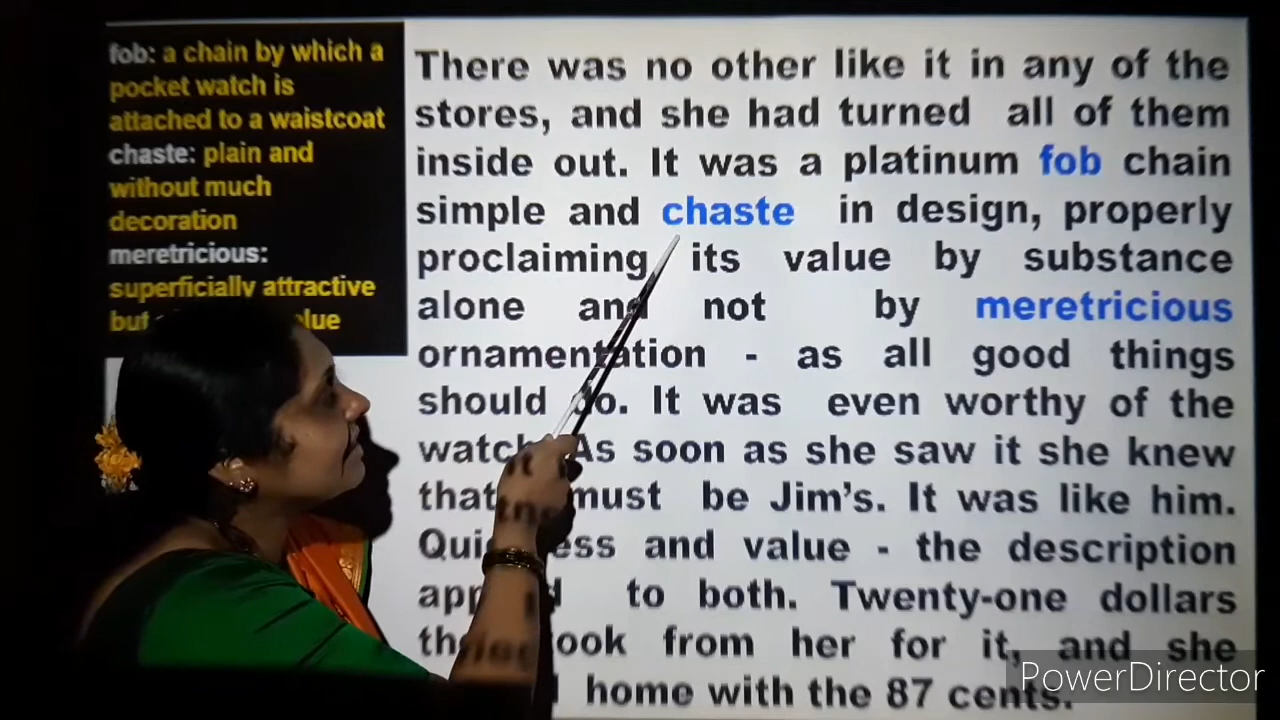 fob: a chain by which a
pocket watch is
attached to a waistcoat
chaste: plain and
without much
decoration
meretricious:
superficially attractive
There was no other like it in any of the
stores, and she had turned all of them
inside out. It was a platinum fob chain
simple and chaste in design, properly
proclaiming its value by substance
alone and not by meretricious
ornamentation - as all good things
should do. It was even worthy of the
watch. As soon as she saw it she knew
that must be Jim's. It was like him.
and value - the description
to both. Twenty-one dollars
from her for it, and she
home with the 87 cents.
PowerDirector